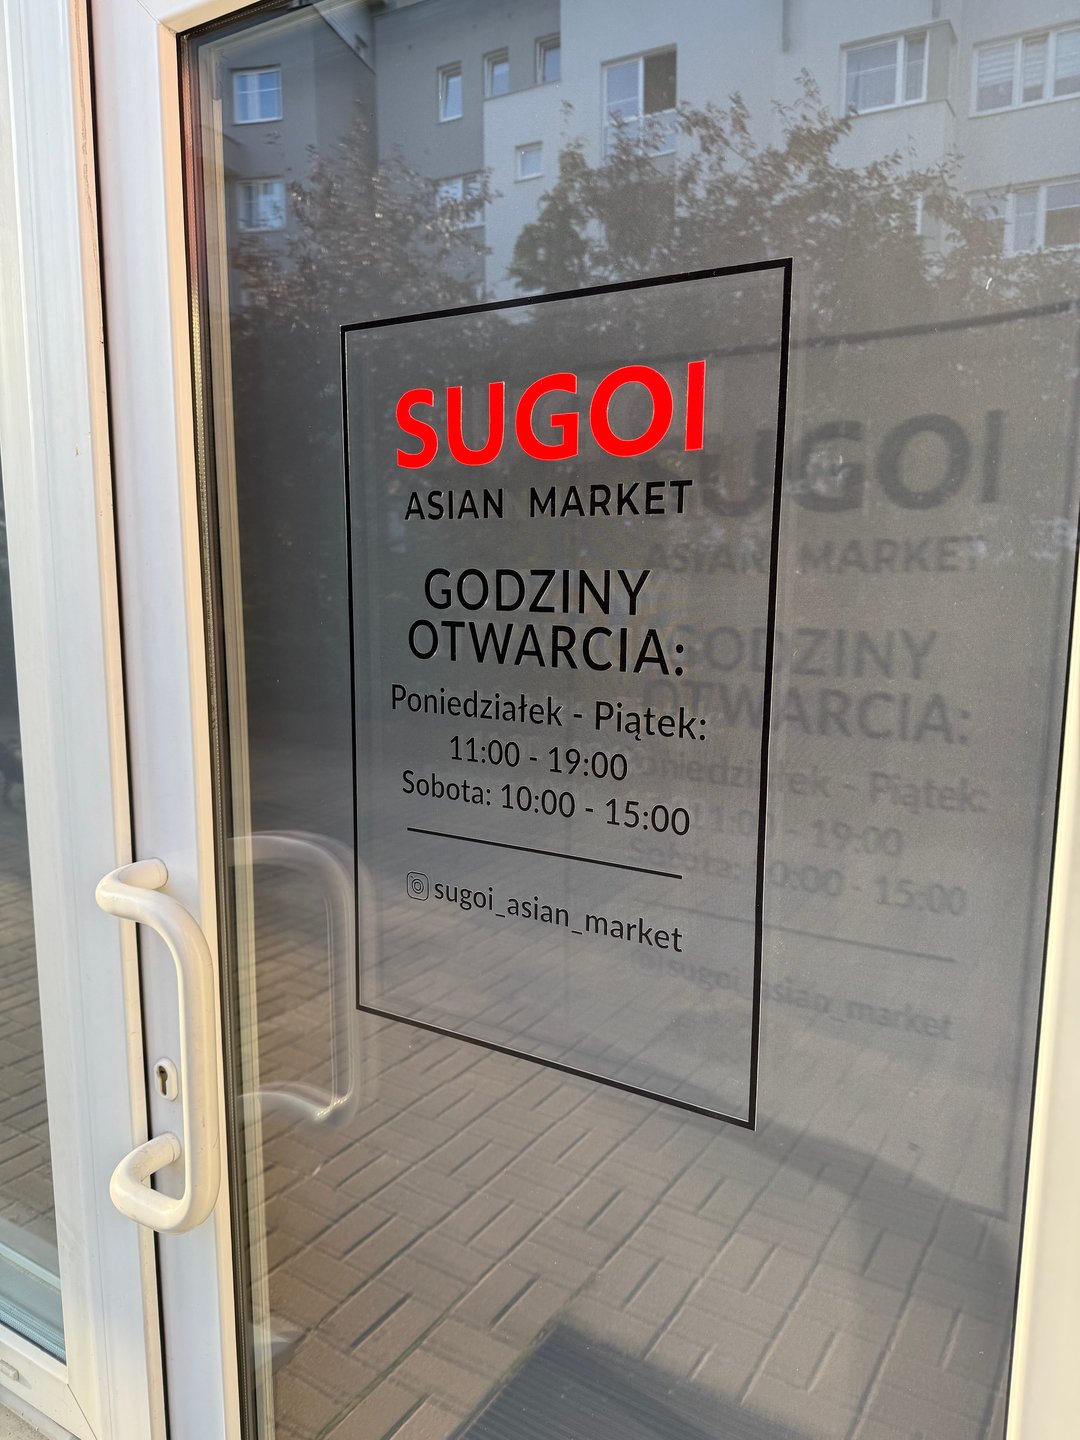 SUGOI
ASIAN MARKET
GODZINY
OTWARCIA:
Poniedziałek - Piątek:
11:00 - 19:00
Sobota: 10:00 - 15:00
sugoi_asian_market